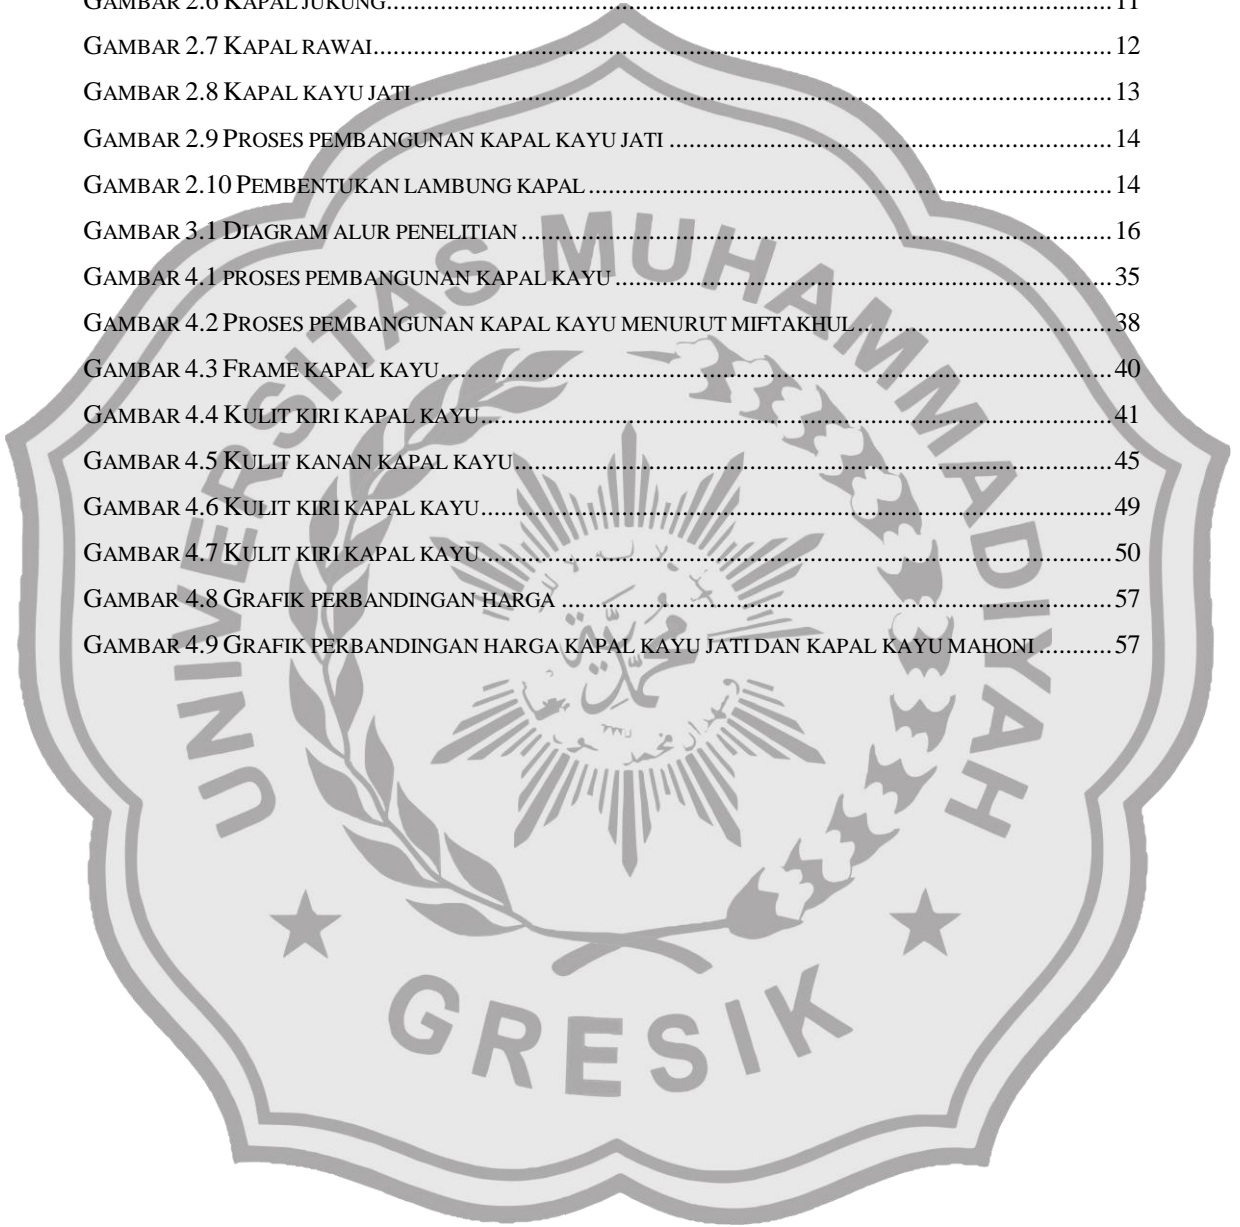 GAMBAR 2.6 KAPAL JUKUNG...11
GAMBAR 2.7 KAPAL RAWAI...12
GAMBAR 2.8 KAPAL KAYU JATI...13
GAMBAR 2.9 PROSES PEMBANGUNAN KAPAL KAYU JATI...14
GAMBAR 2.10 PEMBENTUKAN LAMBUNG KAPAL...14
GAMBAR 3.1 DIAGRAM ALUR PENELITIAN...16
GAMBAR 4.1 PROSES PEMBANGUNAN KAPAL KAYU...35
GAMBAR 4.2 PROSES PEMBANGUNAN KAPAL KAYU MENURUT MIFTAKHUL...38
GAMBAR 4.3 FRAME KAPAL KAYU...40
GAMBAR 4.4 KULIT KIRI KAPAL KAYU...41
GAMBAR 4.5 KULIT KANAN KAPAL KAYU...45
GAMBAR 4.6 KULIT KIRI KAPAL KAYU...49
GAMBAR 4.7 KULIT KIRI KAPAL KAYU...50
GAMBAR 4.8 GRAFIK PERBANDINGAN HARGA...57
GAMBAR 4.9 GRAFIK PERBANDINGAN HARGA KAPAL KAYU JATI DAN KAPAL KAYU MAHONI...57
UNIVERSITAS MUHAMMADIYAH
GRESIK